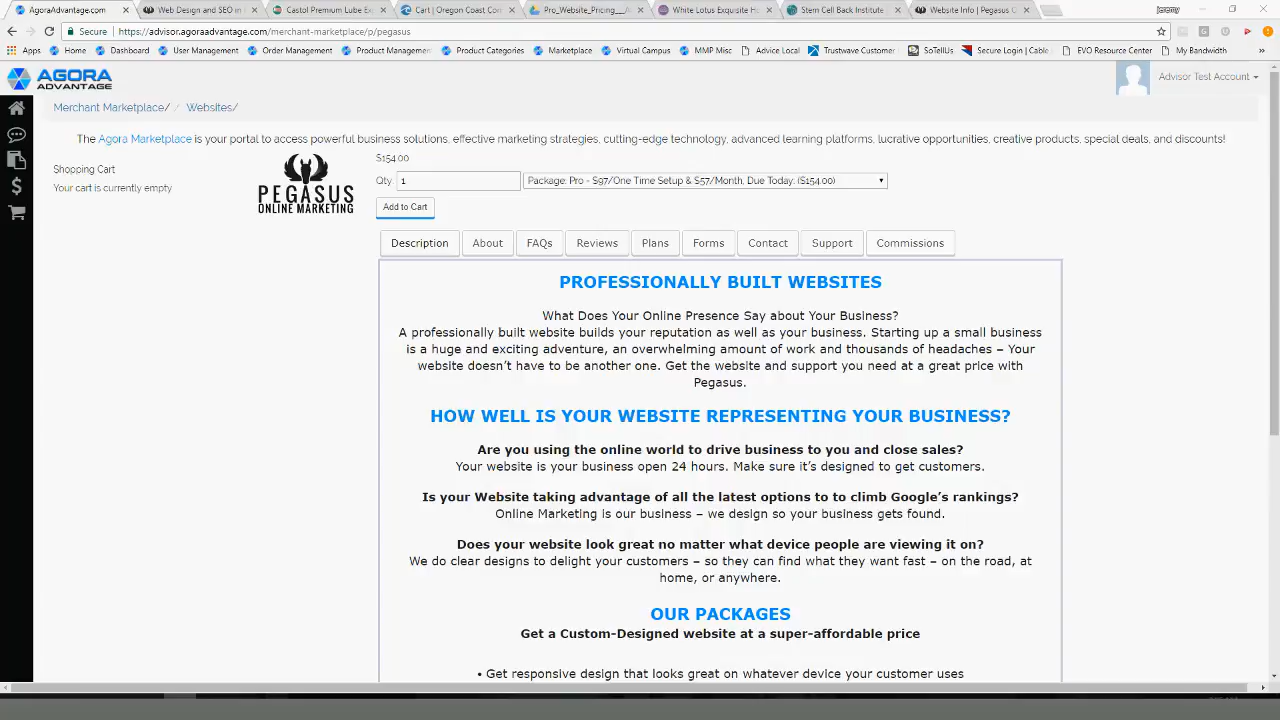 AgoraAdvantage.com
Web Design and SEO in
Castol Premium Lube Ex
Cart | Oregon Coast Com
Pro_Website_Pricing__/
White Lotus Exquisite H
Stem Cell Back Institute
Website Info | Pegasus C
Jeremy
Secure | https://advisor.agoraadvantage.com/merchant-marketplace/p/pegasus
Apps Home Dashboard User Management Order Management Product Management Product Categories Marketplace Virtual Campus MMP Misc Advice Local Trustwave Customer SoTellUs Secure Login | Cable EVO Resource Center My Bandwidth
AGORA
ADVANTAGE
Advisor Test Account
Merchant Marketplace/ / Websites/
The Agora Marketplace is your portal to access powerful business solutions, effective marketing strategies, cutting-edge technology, advanced learning platforms, lucrative opportunities, creative products, special deals, and discounts!
Shopping Cart
Your cart is currently empty
PEGASUS
ONLINE MARKETING
$154.00
Qty 1 Package: Pro - $97/One Time Setup & $57/Month, Due Today: ($154.00)
Add to Cart
Description About FAQs Reviews Plans Forms Contact Support Commissions
PROFESSIONALLY BUILT WEBSITES
What Does Your Online Presence Say about Your Business?
A professionally built website builds your reputation as well as your business. Starting up a small business
is a huge and exciting adventure, an overwhelming amount of work and thousands of headaches – Your
website doesn’t have to be another one. Get the website and support you need at a great price with
Pegasus.
HOW WELL IS YOUR WEBSITE REPRESENTING YOUR BUSINESS?
Are you using the online world to drive business to you and close sales?
Your website is your business open 24 hours. Make sure it’s designed to get customers.
Is your Website taking advantage of all the latest options to to climb Google’s rankings?
Online Marketing is our business – we design so your business gets found.
Does your website look great no matter what device people are viewing it on?
We do clear designs to delight your customers – so they can find what they want fast – on the road, at
home, or anywhere.
OUR PACKAGES
Get a Custom-Designed website at a super-affordable price
• Get responsive design that looks great on whatever device your customer uses